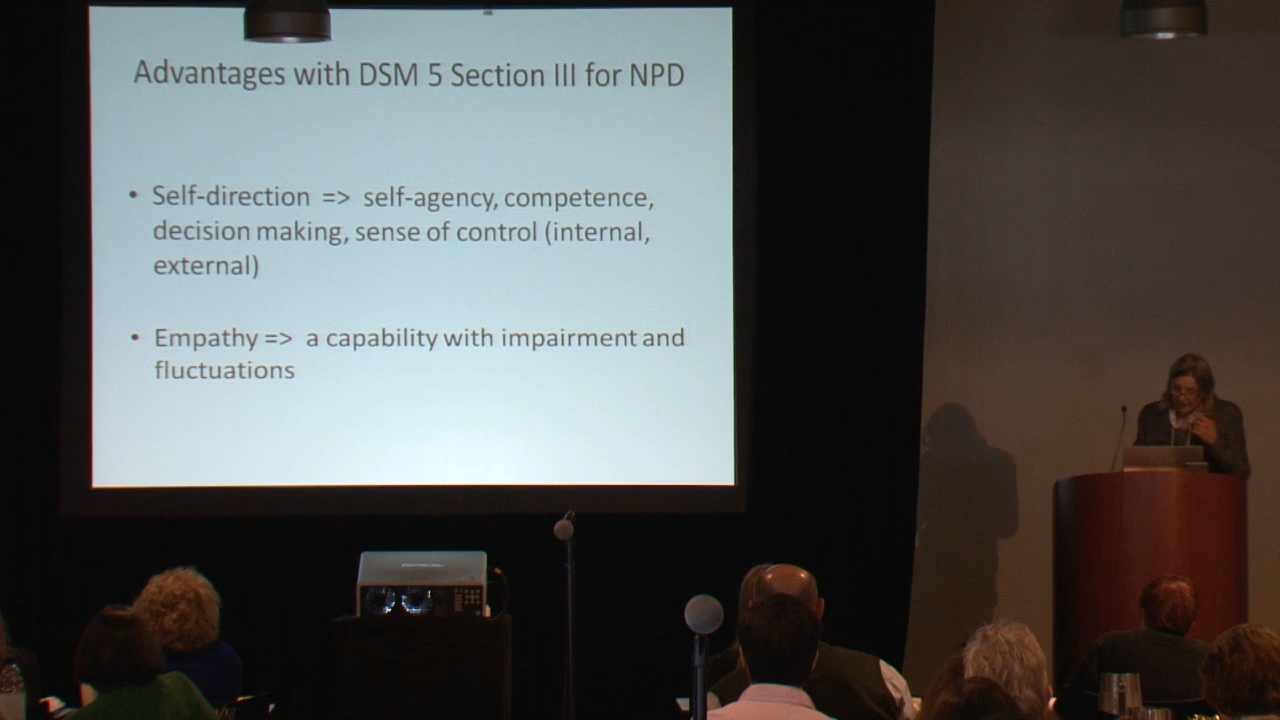 Advantages with DSM 5 Section III for NPD
• Self-direction => self-agency, competence,
decision making, sense of control (internal,
external)
• Empathy => a capability with impairment and
fluctuations